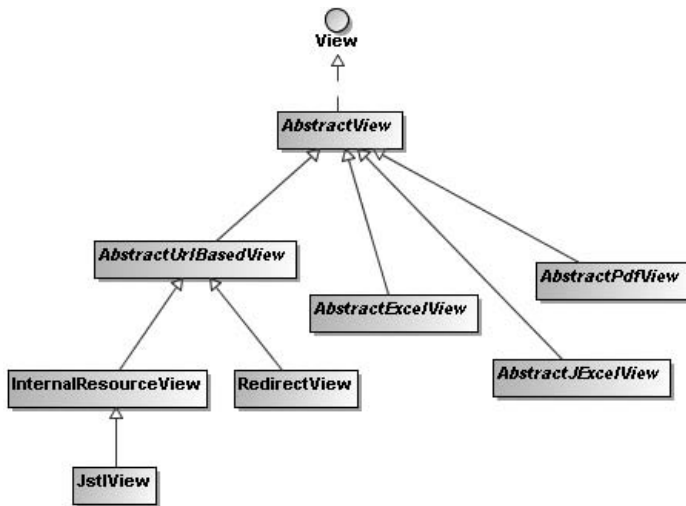 View
AbstractView
AbstractUrlBasedView
AbstractPdfView
AbstractExcelView
InternalResourceView
RedirectView
AbstractJExcelView
JstlView